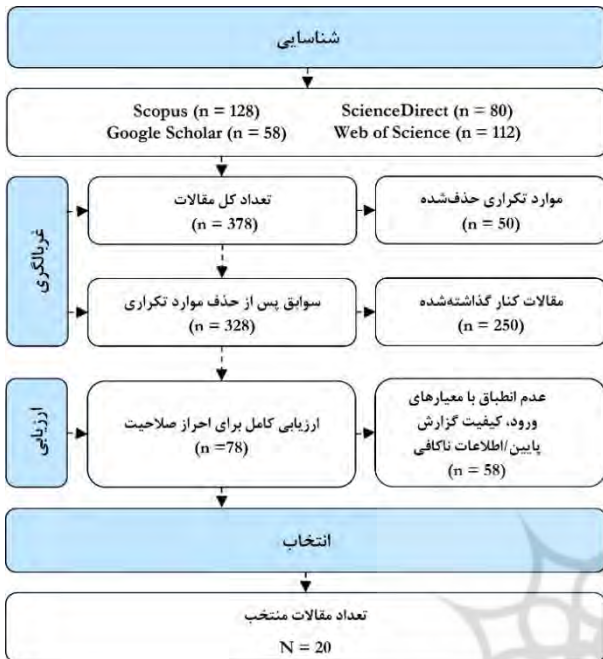 شناسایی
Scopus (n = 128) ScienceDirect (n = 80)
Google Scholar (n = 58) Web of Science (n = 112)
غربالگری
تعداد کل مقالات
(n = 378)
موارد تکراری حذف‌شده
(n = 50)
سوابق پس از حذف موارد تکراری
(n = 328)
مقالات کنار گذاشته‌شده
(n = 250)
ارزیابی
ارزیابی کامل برای احراز صلاحیت
(n =78)
عدم انطباق با معیارهای
ورود، کیفیت گزارش
پایین/اطلاعات ناکافی
(n = 58)
انتخاب
تعداد مقالات منتخب
N = 20